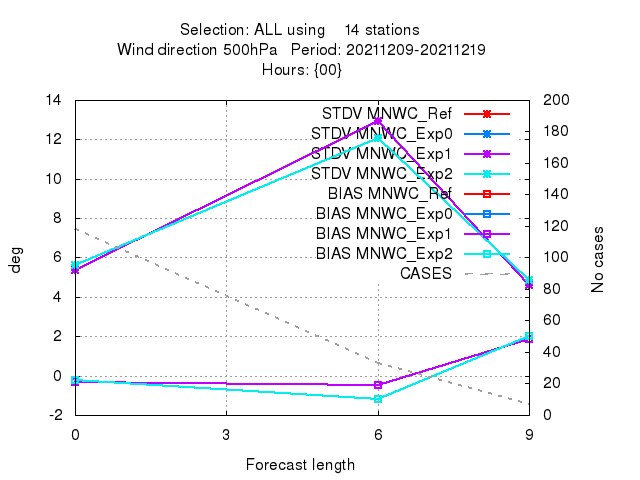 Selection: ALL using 14 stations
Wind direction 500hPa Period: 20211209-20211219
Hours: {00}
14
12
10
8
6
4
2
0
-2
deg
STDV MNWC_Ref
STDV MNWC_Exp0
STDV MNWC_Exp1
STDV MNWC_Exp2
BIAS MNWC_Ref
BIAS MNWC_Exp0
BIAS MNWC_Exp1
BIAS MNWC_Exp2
CASES
200
180
160
140
120
100
80
60
40
20
0
No cases
0 3 6 9
Forecast length